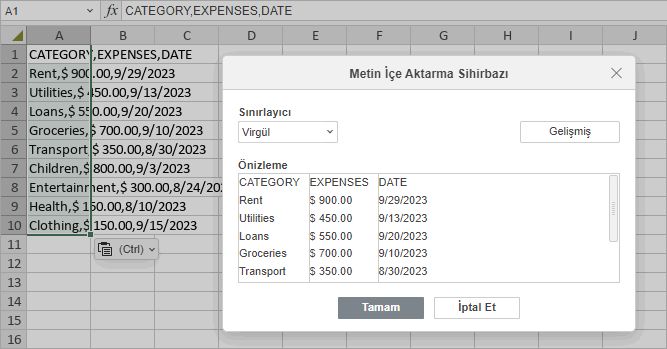 A1 fx CATEGORY,EXPENSES,DATE
A B C D E F G H I J
1 CATEGORY,EXPENSES,DATE
2 Rent,$ 900.00,9/29/2023
3 Utilities,$ 450.00,9/13/2023
4 Loans,$ 550.00,9/20/2023
5 Groceries,$ 700.00,9/10/2023
6 Transport,$ 350.00,8/30/2023
7 Children,$ 800.00,9/3/2023
8 Entertainment,$ 300.00,8/24/20
9 Health,$ 150.00,8/10/2023
10 Clothing,$ 150.00,9/15/2023
11
12
13
14
15
16
(Ctrl)
Metin İçe Aktarma Sihirbazı
Sınırlayıcı
Virgül
Gelişmiş
Önizleme
CATEGORY EXPENSES DATE
Rent $ 900.00 9/29/2023
Utilities $ 450.00 9/13/2023
Loans $ 550.00 9/20/2023
Groceries $ 700.00 9/10/2023
Transport $ 350.00 8/30/2023
Tamam İptal Et